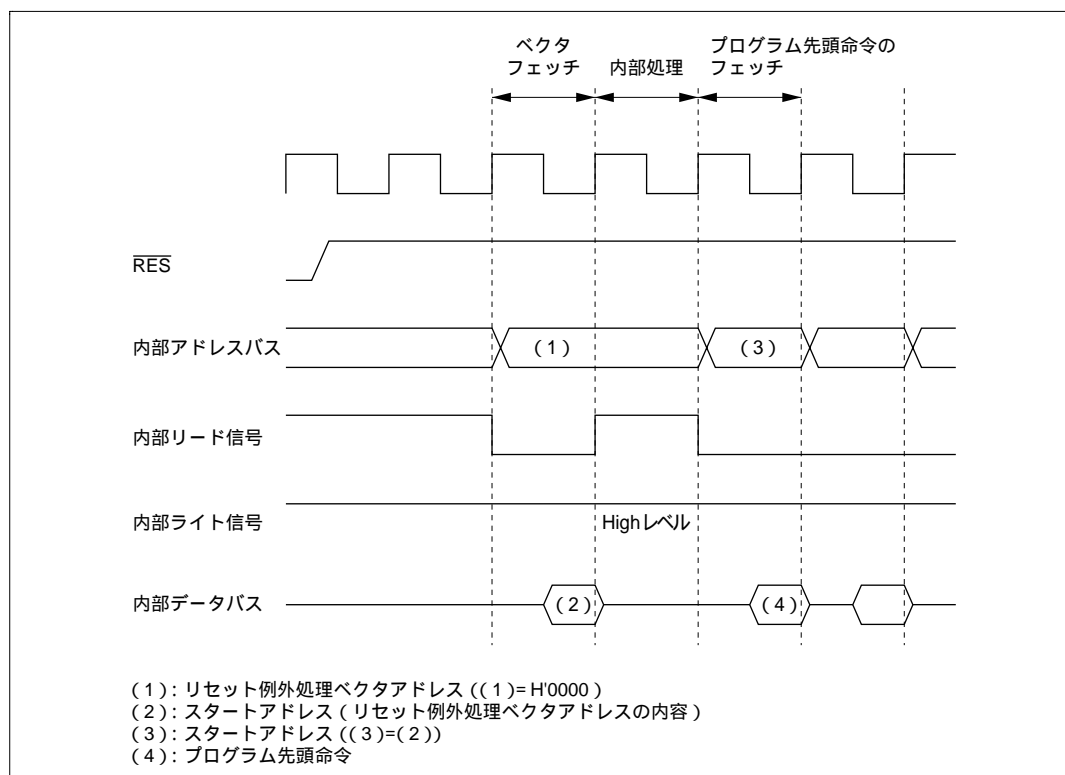 ベクタ
フェッチ
内部処理
プログラム先頭命令の
フェッチ
RES
内部アドレスバス
(1)
(3)
内部リード信号
内部ライト信号
Highレベル
内部データバス
(2)
(4)
(1):リセット例外処理ベクタアドレス((1)= H'0000)
(2):スタートアドレス(リセット例外処理ベクタアドレスの内容)
(3):スタートアドレス((3)=(2))
(4):プログラム先頭命令